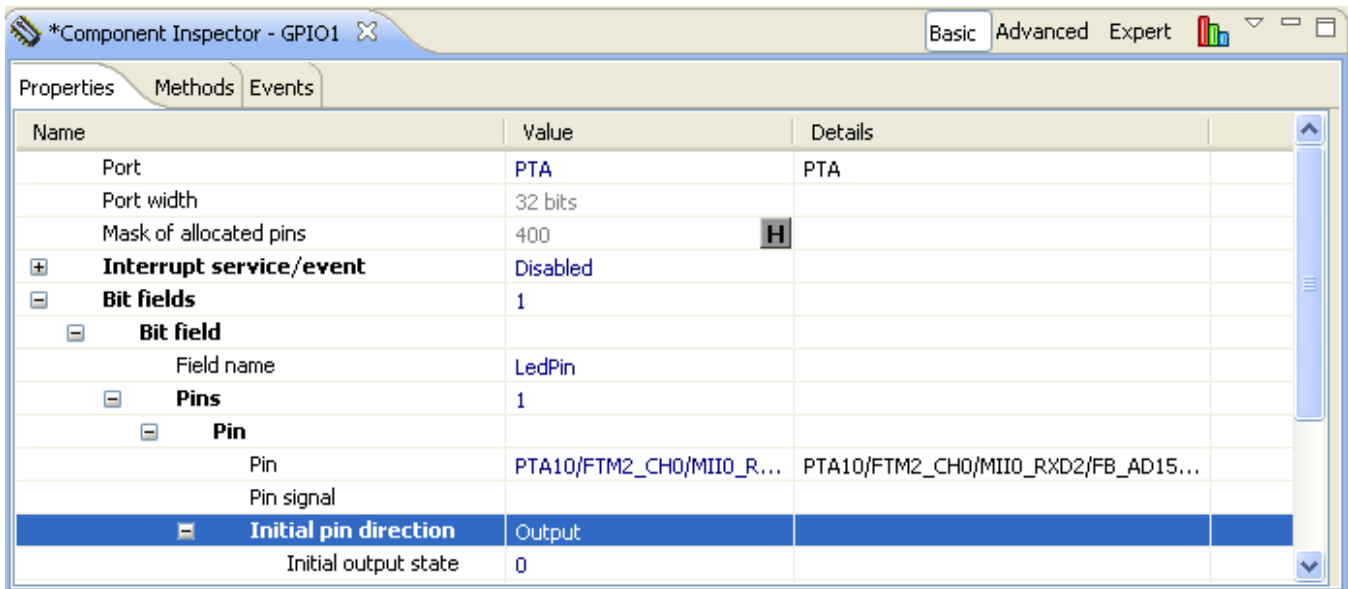 *Component Inspector - GPIO1 Basic Advanced Expert
Properties Methods Events
Name Value Details
Port PTA PTA
Port width 32 bits
Mask of allocated pins 400 H
Interrupt service/event Disabled
Bit fields 1
Bit field
Field name LedPin
Pins 1
Pin
Pin PTA10/FTM2_CH0/MII0_R... PTA10/FTM2_CH0/MII0_RXD2/FB_AD15...
Pin signal
Initial pin direction Output
Initial output state 0